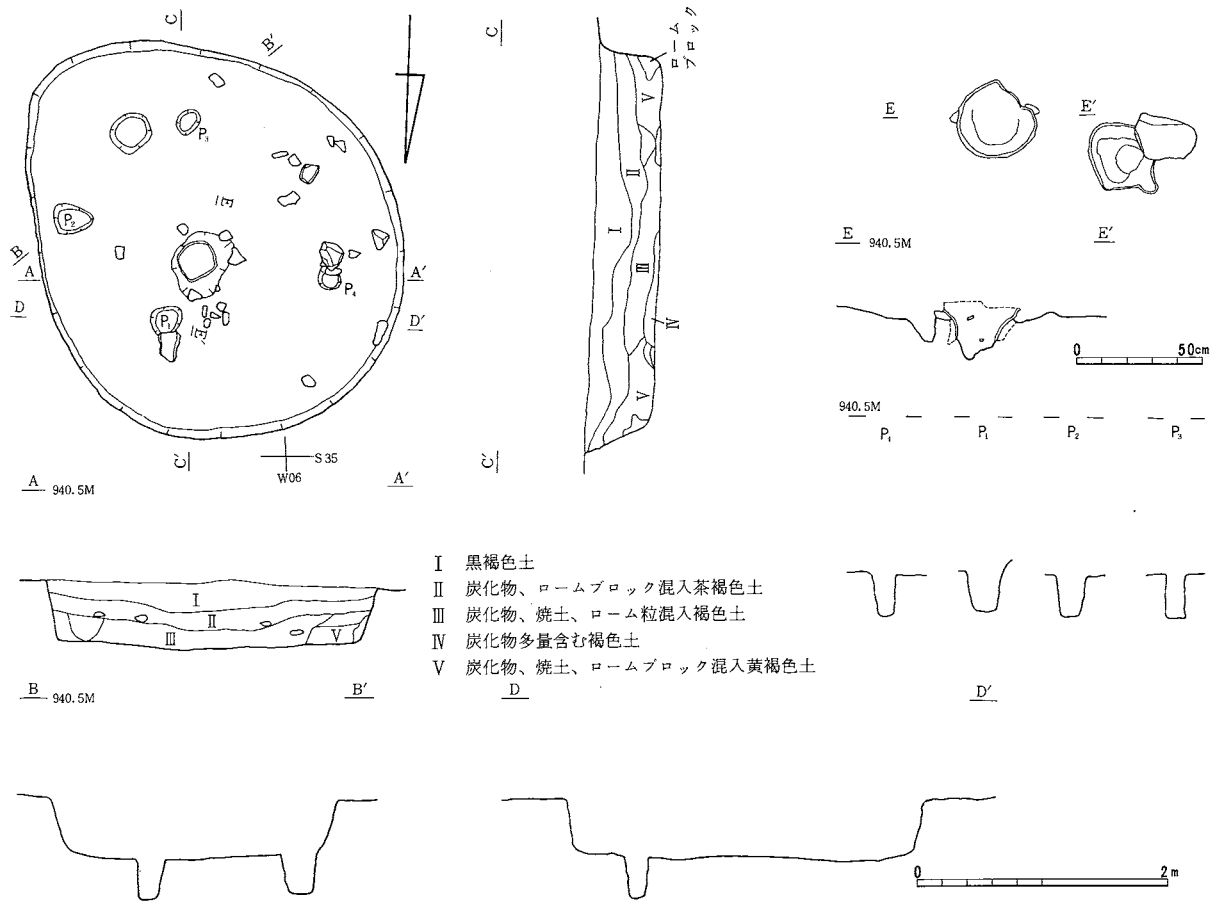 C
B'
C
ローム
ブロック
V
P₃
E
E'
II
E
P₂
I
B
A
A'
III
E 940.5M
E'
P₄
D
P₁
D'
E'
IV
0 50cm
V
940.5M
P₄ P₁ P₂ P₃
C'
S35
W06
C'
A 940.5M
A'
I 黒褐色土
II 炭化物、ロームブロック混入茶褐色土
III 炭化物、焼土、ローム粒混入褐色土
IV 炭化物多量含む褐色土
V 炭化物、焼土、ロームブロック混入黄褐色土
I
II
III
V
B 940.5M
B'
D
D'
0 2m